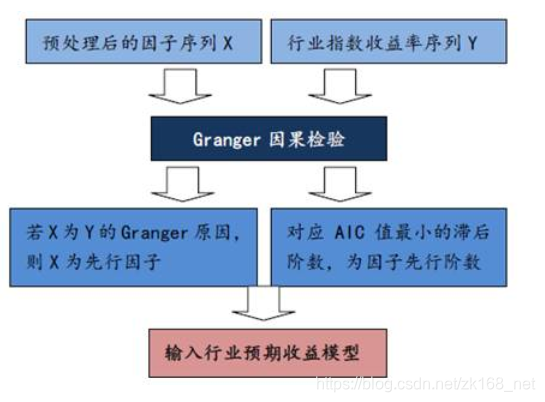 预处理后的因子序列 X
行业指数收益率序列 Y
Granger 因果检验
若 X 为 Y 的 Granger 原因，
则 X 为先行因子
对应 AIC 值最小的滞后
阶数，为因子先行阶数
输入行业预期收益模型
https://blog.csdn.net/zk168_net